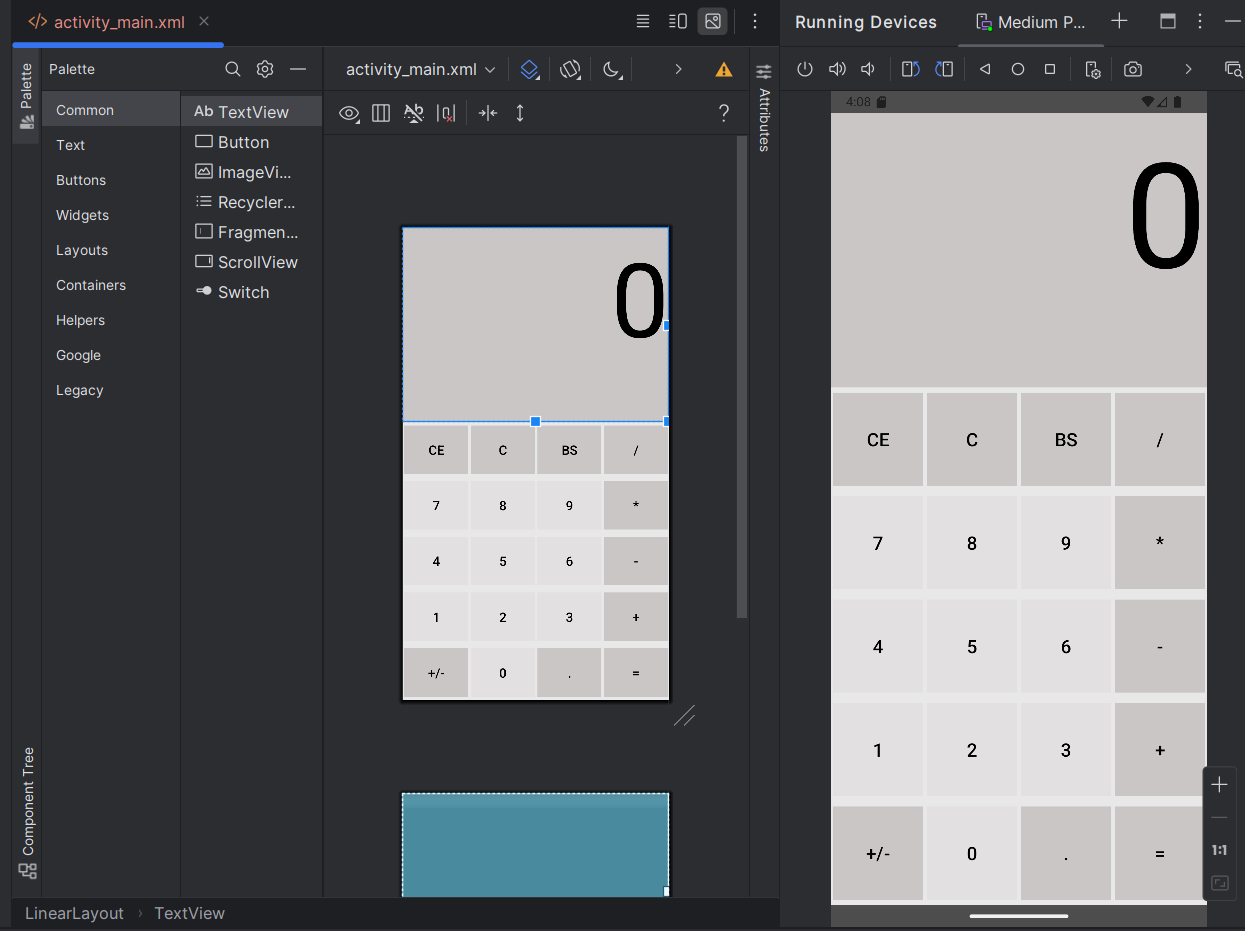 activity_main.xml
Running Devices
Medium P...
Palette
Palette
activity_main.xml
Attributes
Common
Text
Buttons
Widgets
Layouts
Containers
Helpers
Google
Legacy
Ab TextView
Button
ImageVi...
Recycler...
Fragmen...
ScrollView
Switch
?
0
CE C BS /
7 8 9 *
4 5 6 -
1 2 3 +
+/- 0 . =
4:08
0
CE C BS /
7 8 9 *
4 5 6 -
1 2 3 +
+/- 0 . =
1:1
Component Tree
LinearLayout › TextView